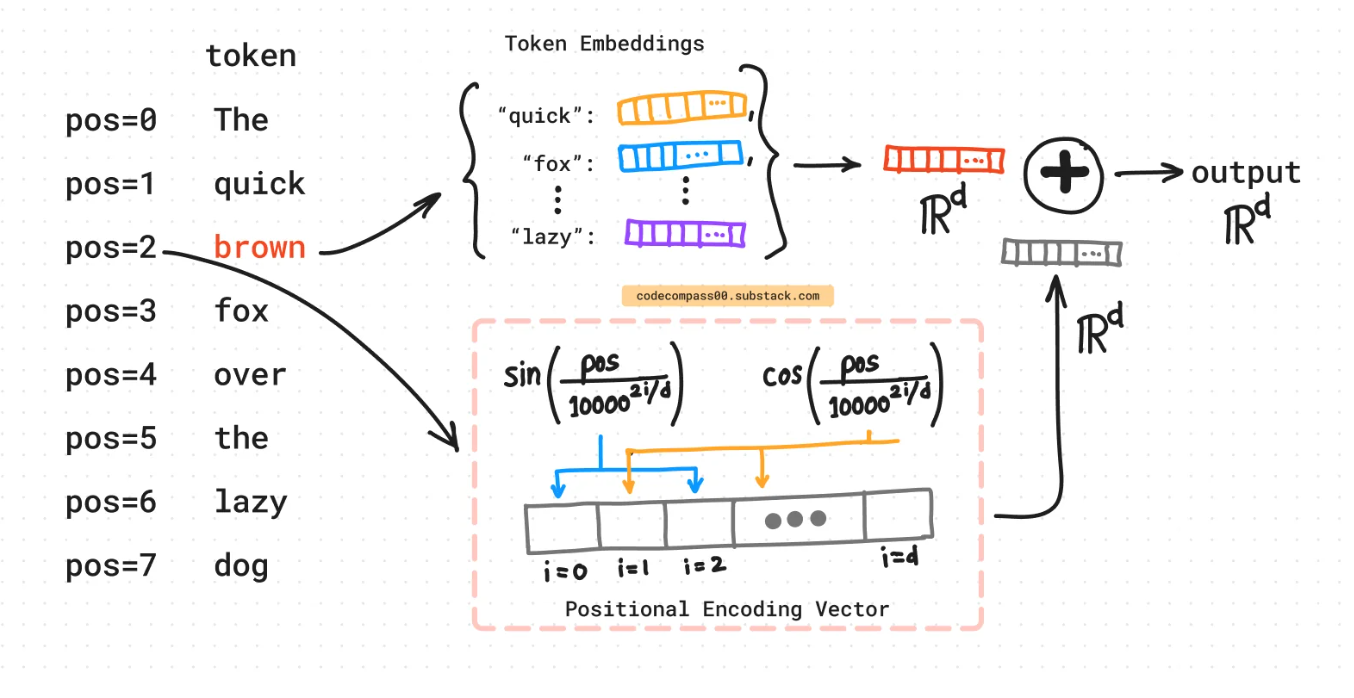 token
pos=0 The
pos=1 quick
pos=2 brown
pos=3 fox
pos=4 over
pos=5 the
pos=6 lazy
pos=7 dog
Token Embeddings
“quick”: ... ,
“fox”: ... ,
“lazy”: ...
ℝ^d
+
output
ℝ^d
ℝ^d
codecompass00.substack.com
sin(pos/10000^2i/d) cos(pos/10000^2i/d)
i=0 i=1 i=2 i=d
Positional Encoding Vector